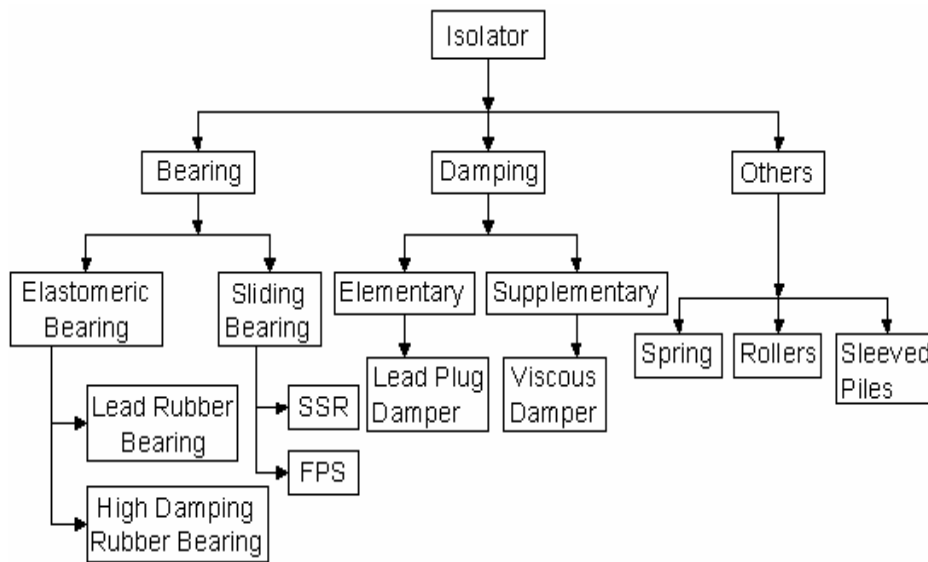 Isolator
Bearing
Damping
Others
Elastomeric
Bearing
Sliding
Bearing
Elementary
Supplementary
Spring
Rollers
Sleeved
Piles
Lead Rubber
Bearing
High Damping
Rubber Bearing
SSR
FPS
Lead Plug
Damper
Viscous
Damper